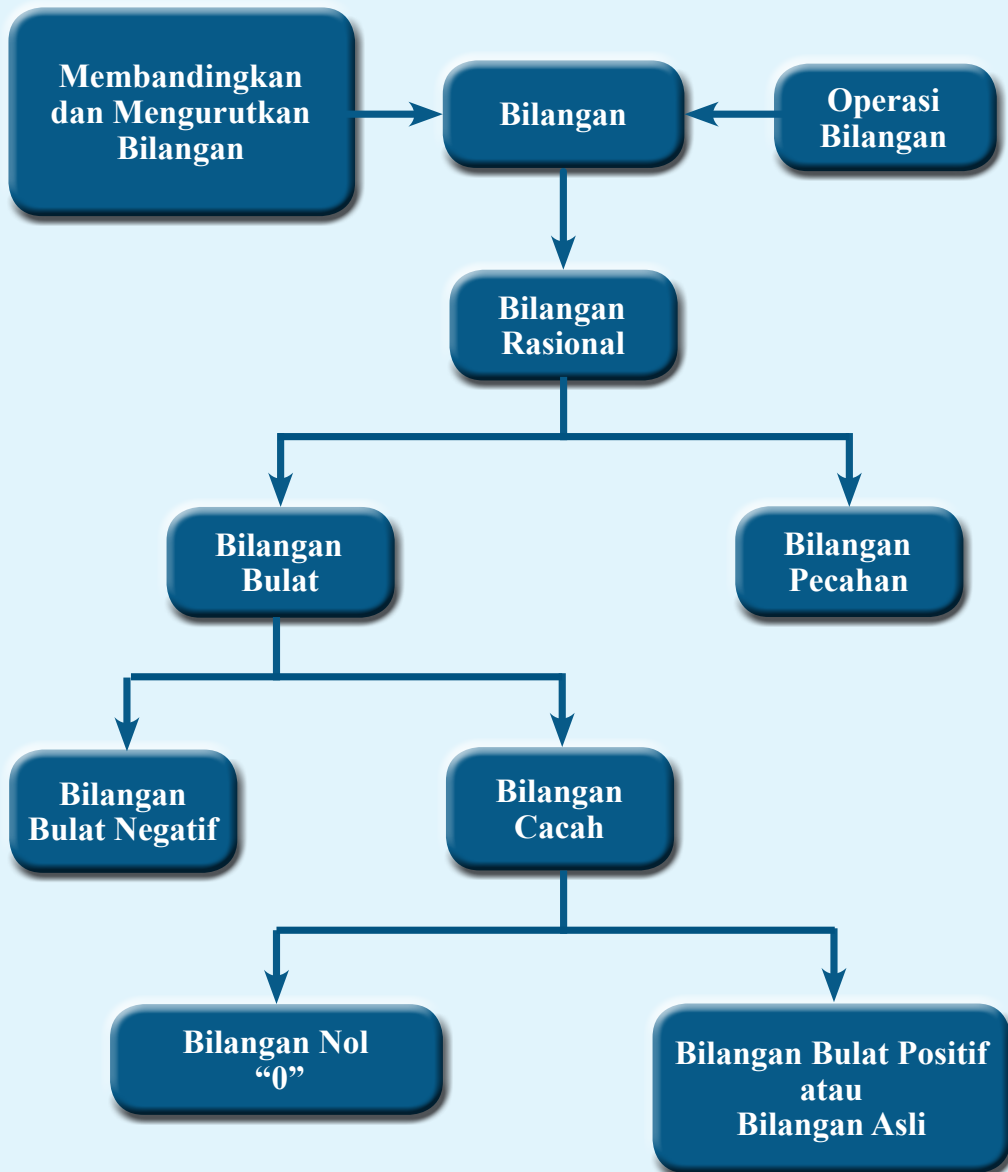 Membandingkan
dan Mengurutkan
Bilangan
Bilangan
Operasi
Bilangan
Bilangan
Rasional
Bilangan
Bulat
Bilangan
Pecahan
Bilangan
Bulat Negatif
Bilangan
Cacah
Bilangan Nol
“0”
Bilangan Bulat Positif
atau
Bilangan Asli